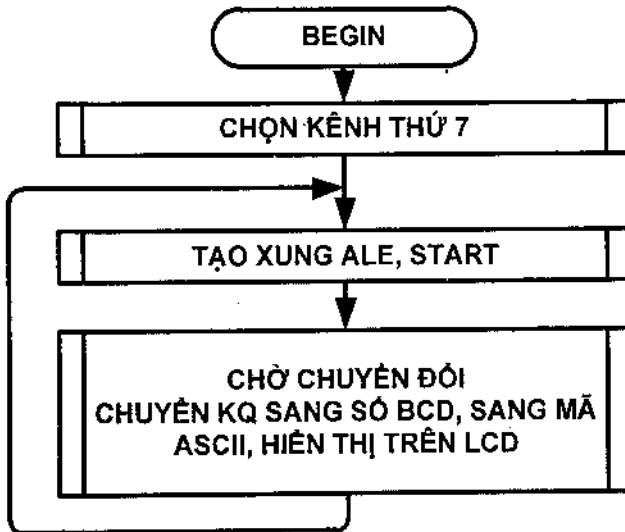 BEGIN
CHỌN KÊNH THỨ 7
TẠO XUNG ALE, START
CHỜ CHUYỂN ĐỔI
CHUYỂN KQ SANG SỐ BCD, SANG MÃ
ASCII, HIỂN THỊ TRÊN LCD